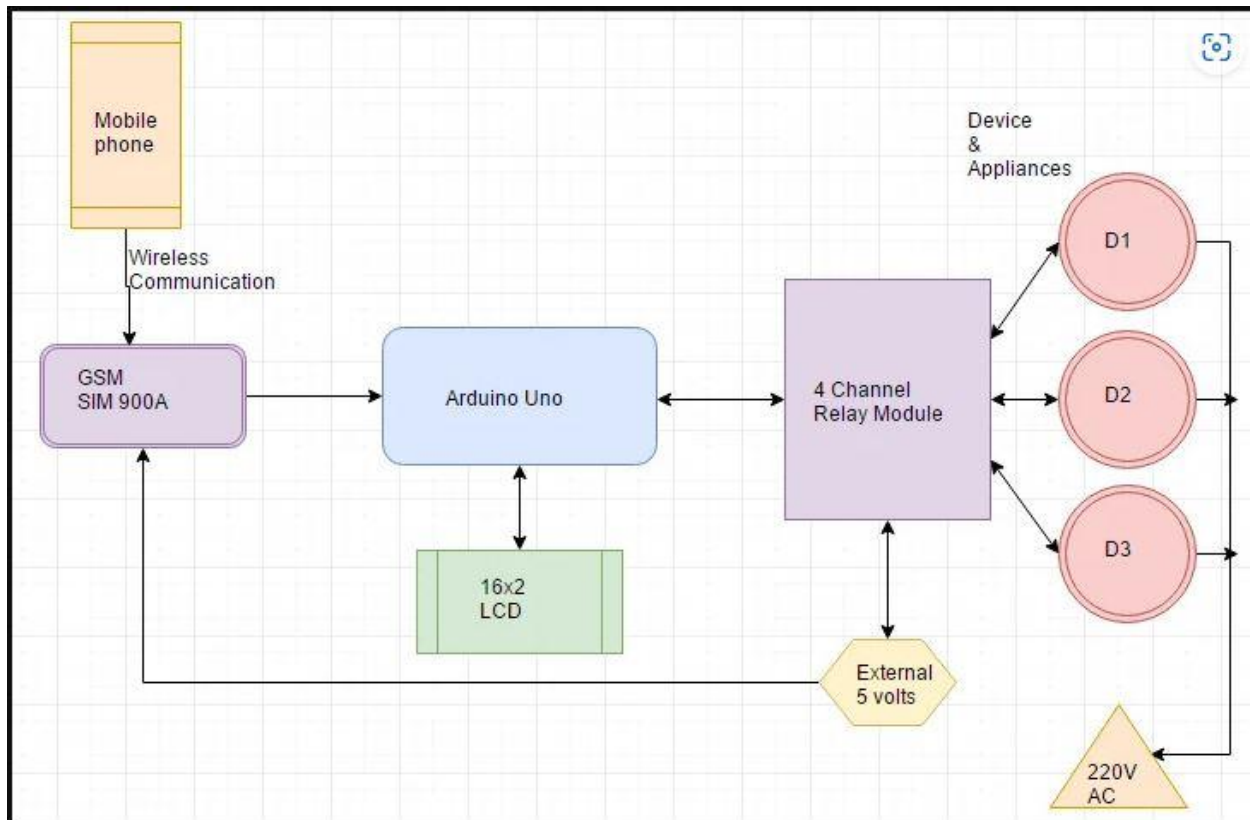 Mobile
phone
Wireless
Communication
GSM
SIM 900A
Arduino Uno
16x2
LCD
4 Channel
Relay Module
External
5 volts
Device
&
Appliances
D1
D2
D3
220V
AC